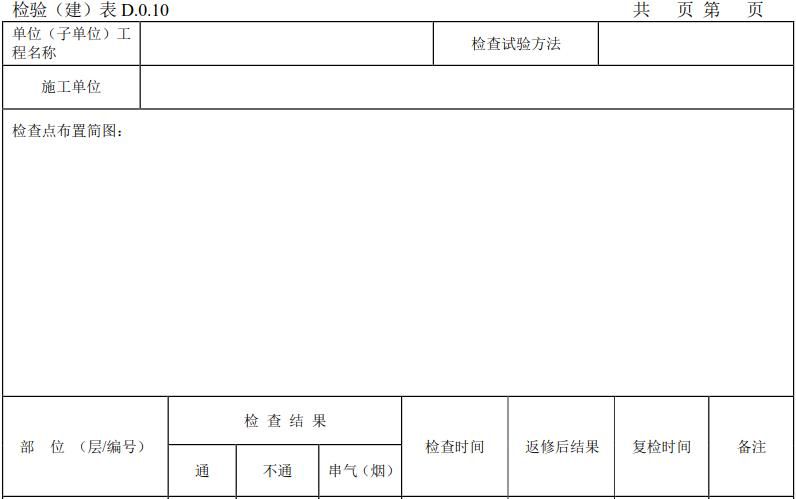 检验（建）表 D.0.10 共 页 第 页
单位（子单位）工
程名称
检查试验方法
施工单位
检查点布置简图：
部 位 （层/编号）
检 查 结 果
通
不通
串气（烟）
检查时间
返修后结果
复检时间
备注